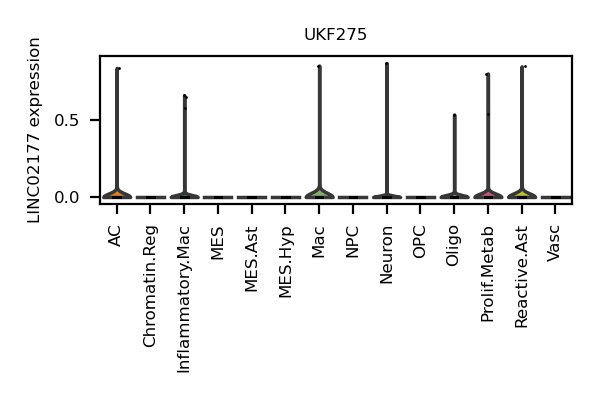 UKF275
LINC02177 expression
0.5
0.0
AC
Chromatin.Reg
Inflammatory.Mac
MES
MES.Ast
MES.Hyp
Mac
NPC
Neuron
OPC
Oligo
Prolif.Metab
Reactive.Ast
Vasc